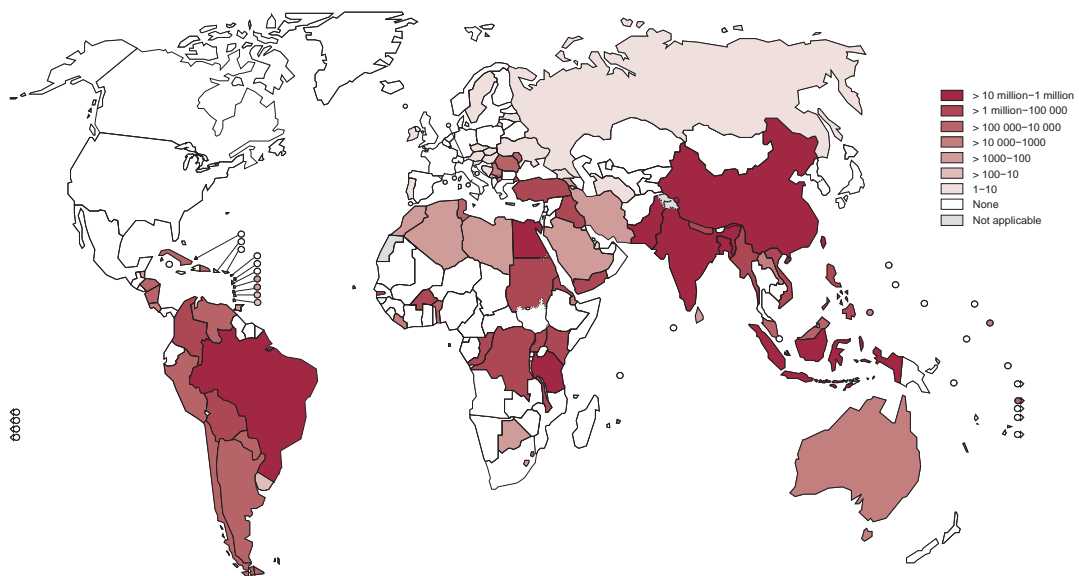 > 10 million–1 million
> 1 million–100 000
> 100 000–10 000
> 10 000–1000
> 1000–100
> 100–10
1–10
None
Not applicable